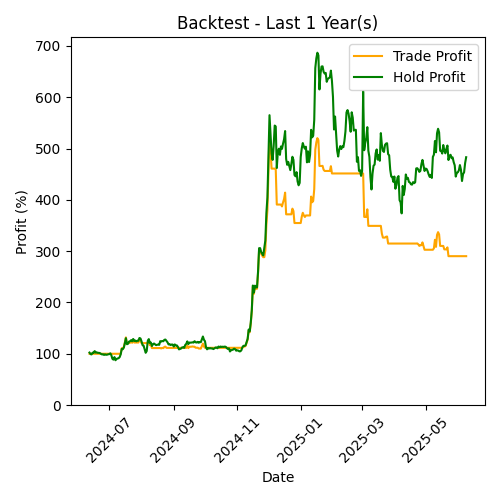 Backtest - Last 1 Year(s)
Trade Profit
Hold Profit
Profit (%)
700
600
500
400
300
200
100
0
2024-07
2024-09
2024-11
2025-01
2025-03
2025-05
Date